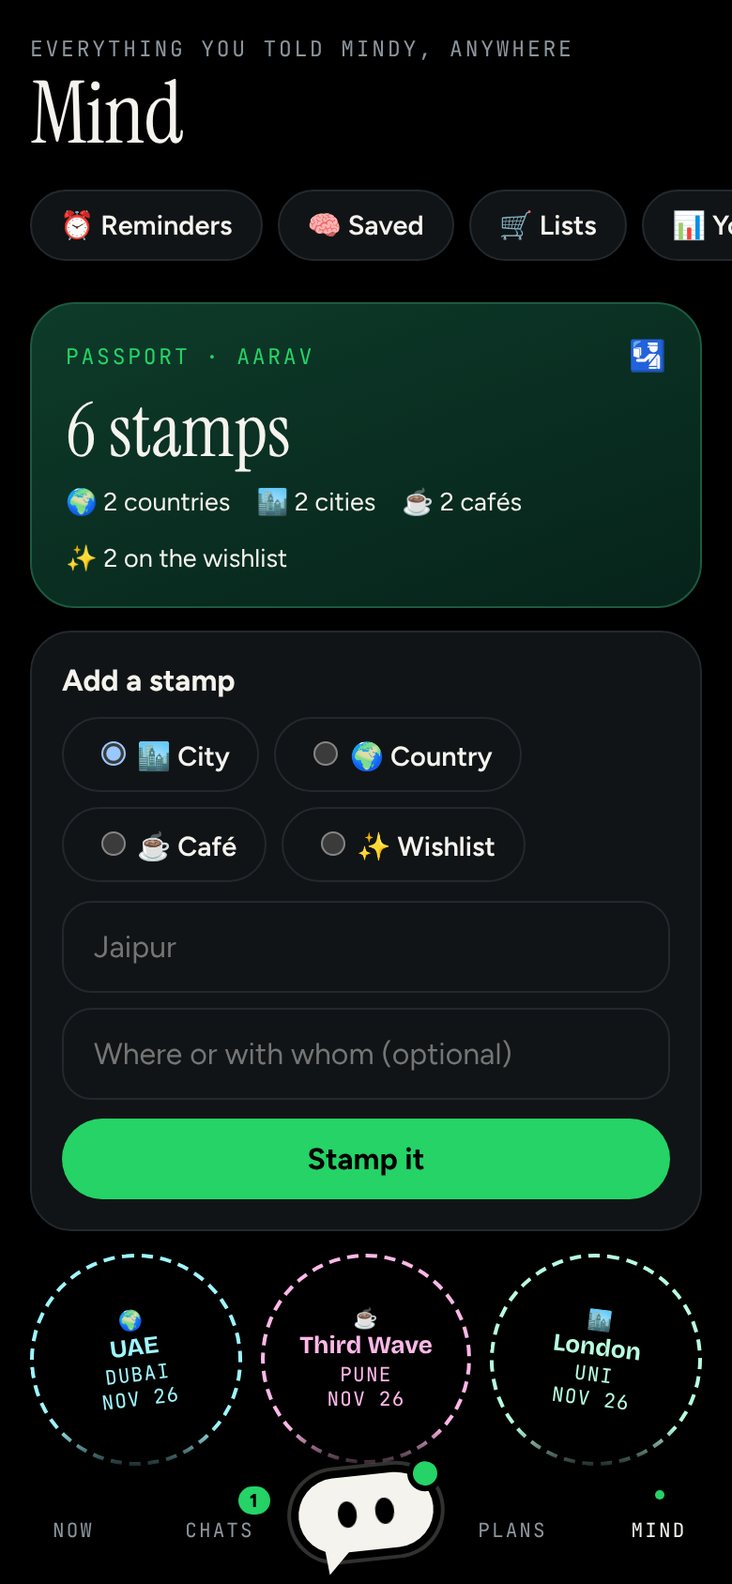 EVERYTHING YOU TOLD MINDY, ANYWHERE
Mind
Reminders
Saved
Lists
PASSPORT · AARAV
6 stamps
2 countries 2 cities 2 cafés
2 on the wishlist
Add a stamp
City
Country
Café
Wishlist
Jaipur
Where or with whom (optional)
Stamp it
UAE
DUBAI
NOV 26
Third Wave
PUNE
NOV 26
London
UNI
NOV 26
NOW
CHATS
1
PLANS
MIND